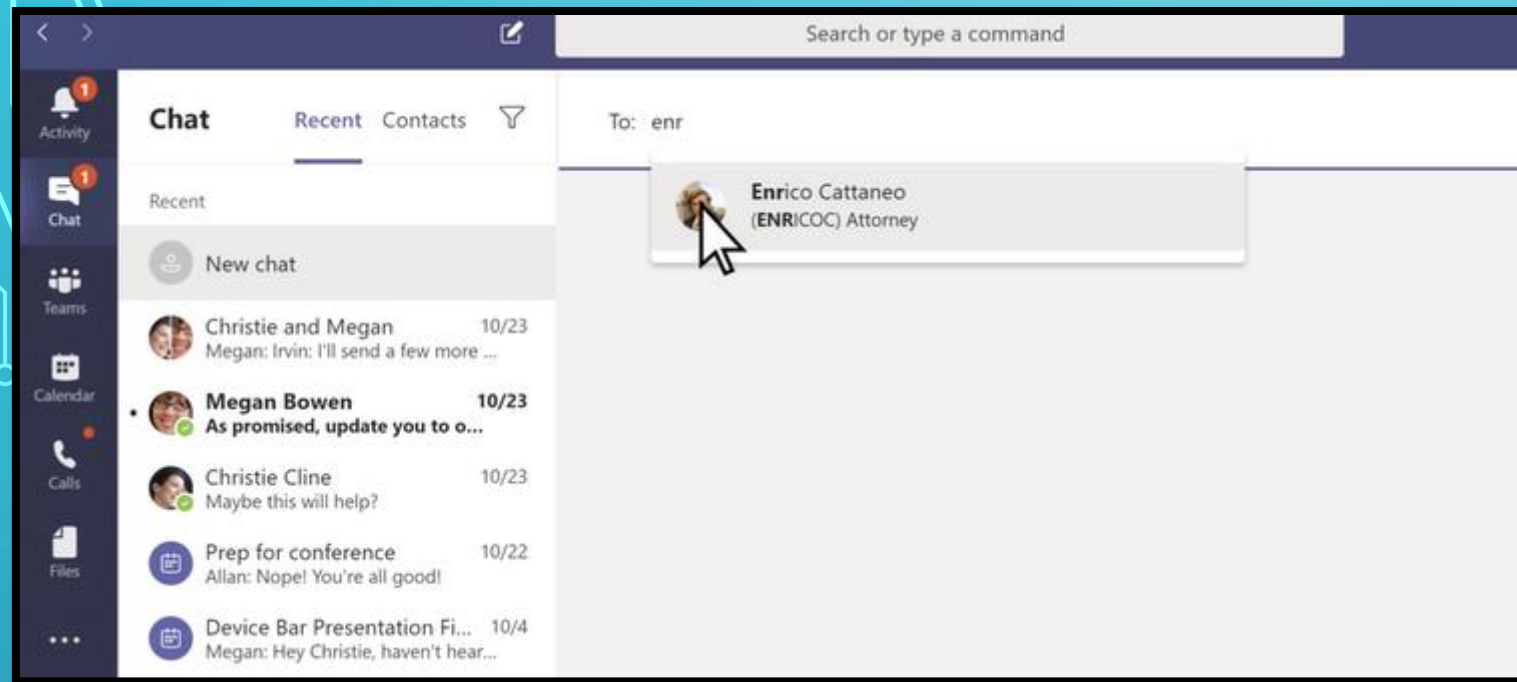 Search or type a command
1
Activity
1
Chat
Teams
Calendar
Calls
Files
Chat Recent Contacts
Recent
New chat
Christie and Megan 10/23
Megan: Irvin: I'll send a few more ...
Megan Bowen 10/23
As promised, update you to o...
Christie Cline 10/23
Maybe this will help?
Prep for conference 10/22
Allan: Nope! You're all good!
Device Bar Presentation Fi... 10/4
Megan: Hey Christie, haven't hear...
To: enr
Enrico Cattaneo
(ENRICOC) Attorney